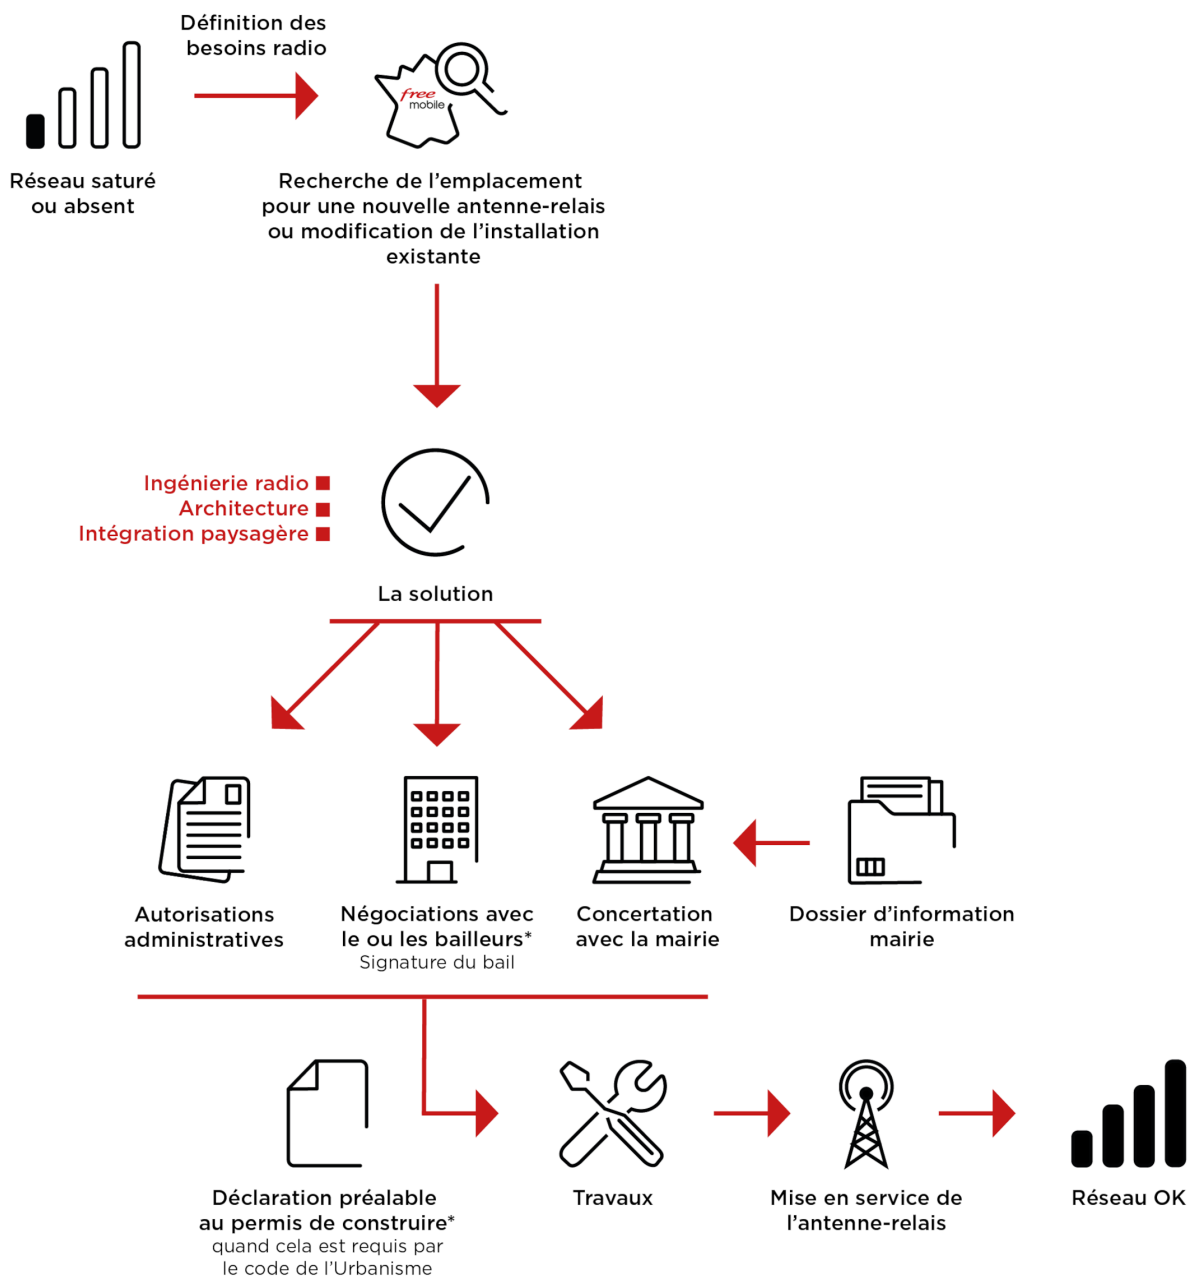 Définition des
besoins radio
free
mobile
Réseau saturé
ou absent
Recherche de l’emplacement
pour une nouvelle antenne-relais
ou modification de l’installation
existante
Ingénierie radio
Architecture
Intégration paysagère
La solution
Autorisations
administratives
Négociations avec
le ou les bailleurs*
Signature du bail
Concertation
avec la mairie
Dossier d’information
mairie
Déclaration préalable
au permis de construire*
quand cela est requis par
le code de l’Urbanisme
Travaux
Mise en service de
l’antenne-relais
Réseau OK